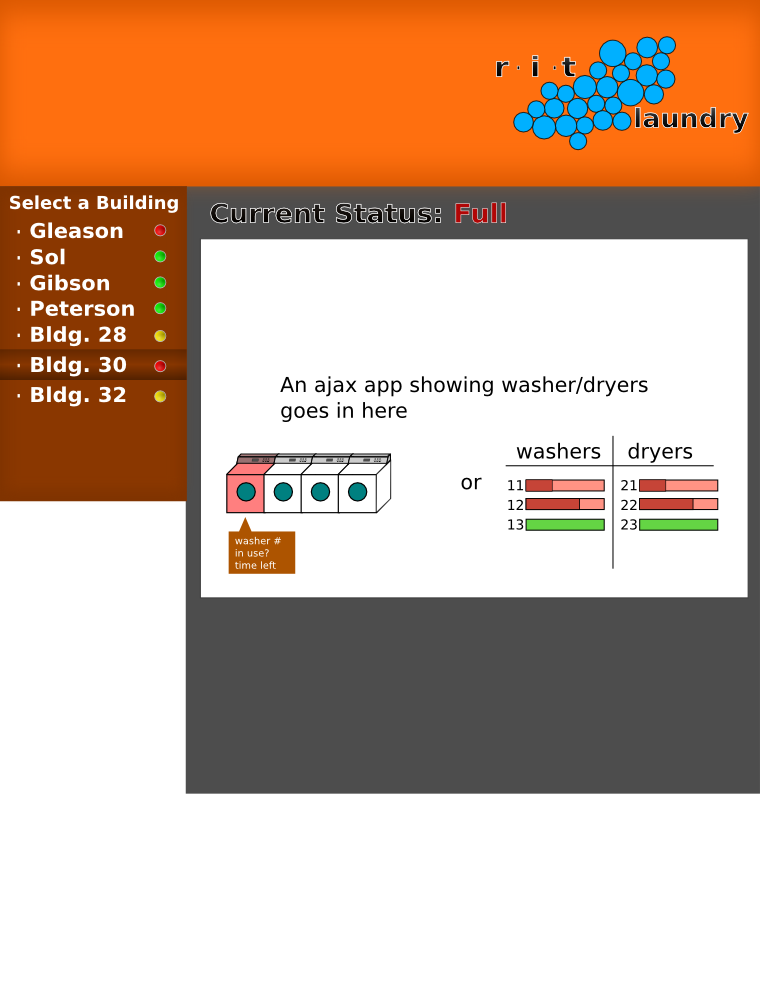 r · i · t
laundry
Select a Building
· Gleason
· Sol
· Gibson
· Peterson
· Bldg. 28
· Bldg. 30
· Bldg. 32
Current Status: Full
An ajax app showing washer/dryers
goes in here
washer #
in use?
time left
or
washers dryers
11 21
12 22
13 23